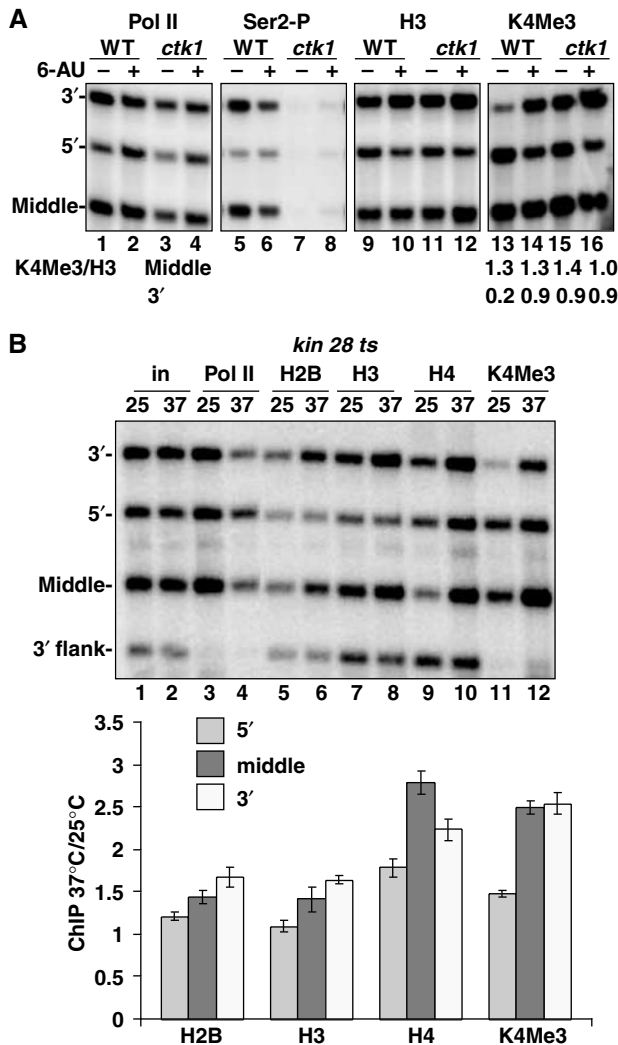 A
Pol II Ser2-P H3 K4Me3
WT ctk1 WT ctk1 WT ctk1 WT ctk1
6-AU – + – + – + – + – + – + – + – +
3′-
5′-
Middle-
1 2 3 4 5 6 7 8 9 10 11 12 13 14 15 16
K4Me3/H3 Middle 1.3 1.3 1.4 1.0
3′ 0.2 0.9 0.9 0.9
B
kin 28 ts
in Pol II H2B H3 H4 K4Me3
25 37 25 37 25 37 25 37 25 37 25 37
3′-
5′-
Middle-
3′ flank-
1 2 3 4 5 6 7 8 9 10 11 12
3.5
3
2.5
2
1.5
1
0.5
0
ChIP 37°C/25°C
5′
middle
3′
H2B H3 H4 K4Me3